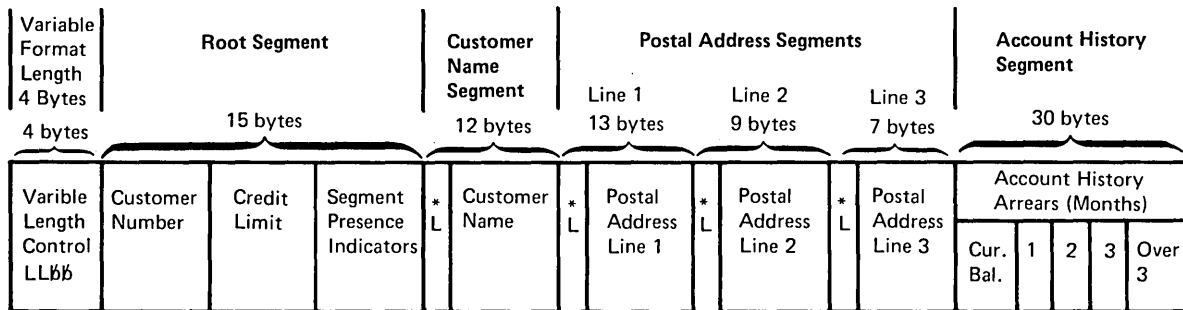 Variable
Format
Length
4 Bytes
Root Segment
Customer
Name
Segment
Postal Address Segments
Account History
Segment
Line 1
Line 2
Line 3
4 bytes
15 bytes
12 bytes
13 bytes
9 bytes
7 bytes
30 bytes
Varible
Length
Control
LLb̸b̸
Customer
Number
Credit
Limit
Segment
Presence
Indicators
*
L
Customer
Name
*
L
Postal
Address
Line 1
*
L
Postal
Address
Line 2
*
L
Postal
Address
Line 3
Account History
Arrears (Months)
Cur.
Bal.
1
2
3
Over
3